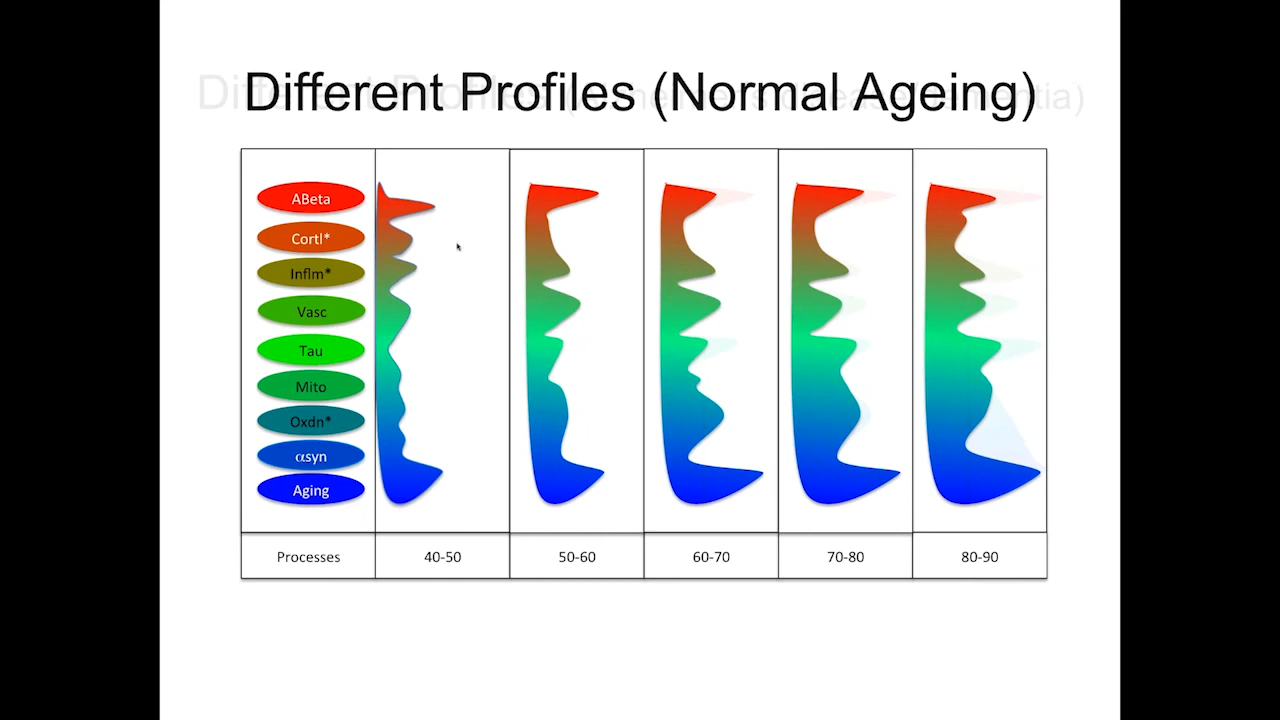 Different Profiles (Normal Ageing)
ABeta
Cortl*
Inflm*
Vasc
Tau
Mito
Oxdn*
αsyn
Aging
Processes
40-50
50-60
60-70
70-80
80-90